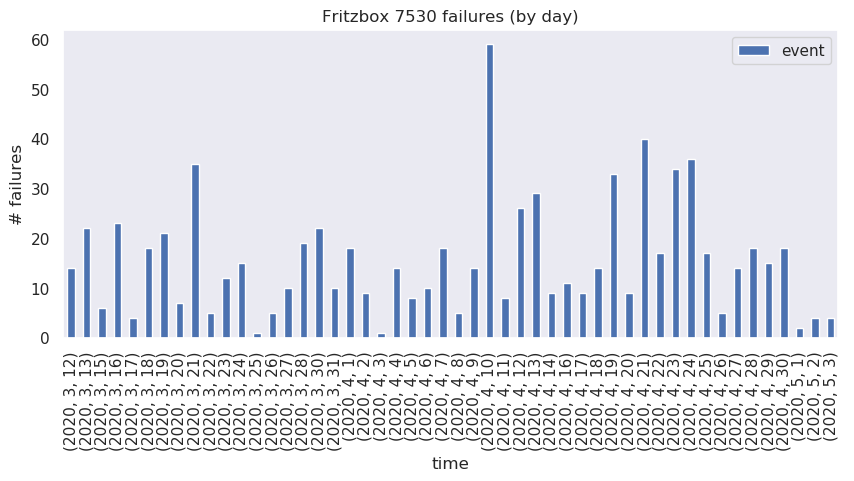 Fritzbox 7530 failures (by day)
event
# failures
60
50
40
30
20
10
0
(2020, 3, 12)
(2020, 3, 13)
(2020, 3, 15)
(2020, 3, 16)
(2020, 3, 17)
(2020, 3, 18)
(2020, 3, 19)
(2020, 3, 20)
(2020, 3, 21)
(2020, 3, 22)
(2020, 3, 23)
(2020, 3, 24)
(2020, 3, 25)
(2020, 3, 26)
(2020, 3, 27)
(2020, 3, 28)
(2020, 3, 30)
(2020, 3, 31)
(2020, 4, 1)
(2020, 4, 2)
(2020, 4, 3)
(2020, 4, 4)
(2020, 4, 5)
(2020, 4, 6)
(2020, 4, 7)
(2020, 4, 8)
(2020, 4, 9)
(2020, 4, 10)
(2020, 4, 11)
(2020, 4, 12)
(2020, 4, 13)
(2020, 4, 14)
(2020, 4, 16)
(2020, 4, 17)
(2020, 4, 18)
(2020, 4, 19)
(2020, 4, 20)
(2020, 4, 21)
(2020, 4, 22)
(2020, 4, 23)
(2020, 4, 24)
(2020, 4, 25)
(2020, 4, 26)
(2020, 4, 27)
(2020, 4, 28)
(2020, 4, 29)
(2020, 4, 30)
(2020, 5, 1)
(2020, 5, 2)
(2020, 5, 3)
time